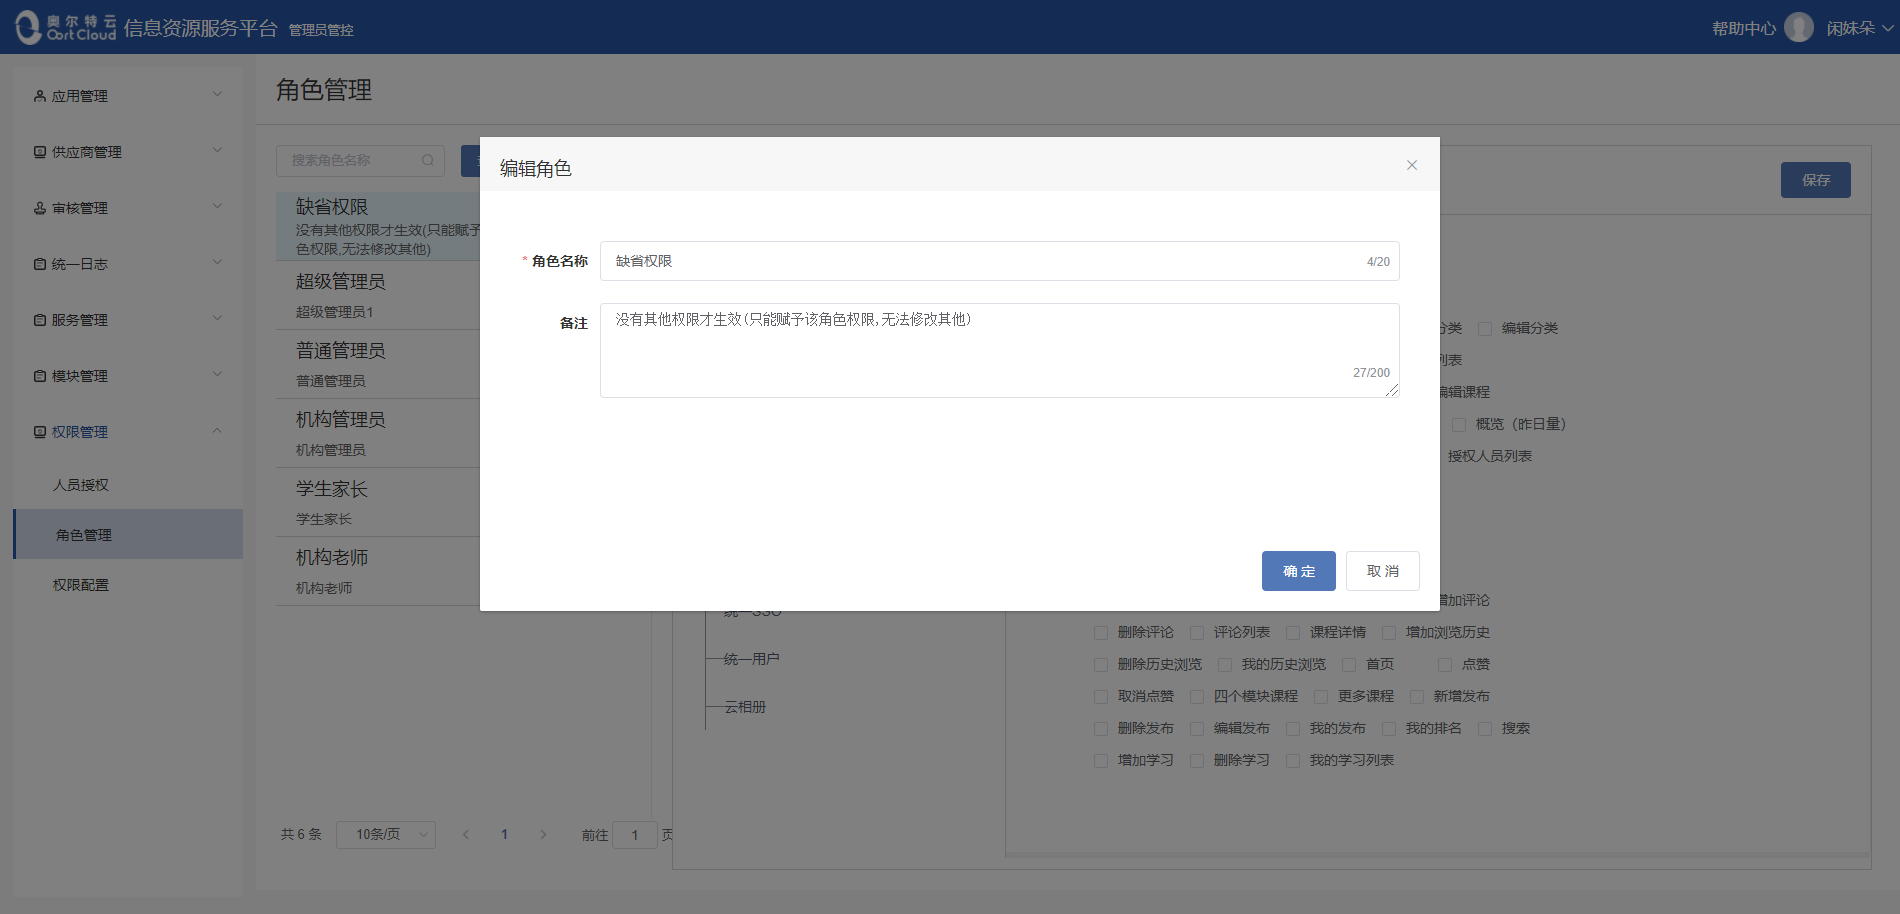 奥尔特云
Oort Cloud
信息资源服务平台 管理员管控
帮助中心 闲妹朵
应用管理
供应商管理
审核管理
统一日志
服务管理
模块管理
权限管理
人员授权
角色管理
权限配置
角色管理
搜索角色名称
缺省权限
没有其他权限才生效(只能赋予
色权限,无法修改其他)
超级管理员
超级管理员1
普通管理员
普通管理员
机构管理员
机构管理员
学生家长
学生家长
机构老师
机构老师
共 6 条 10条/页 1 前往 1 页
编辑角色
* 角色名称 缺省权限 4/20
备注 没有其他权限才生效(只能赋予该角色权限,无法修改其他)
27/200
确 定 取 消
保存
分类 编辑分类
列表
编辑课程
概览（昨日量）
授权人员列表
统一SSO
统一用户
云相册
增加评论
删除评论 评论列表 课程详情 增加浏览历史
删除历史浏览 我的历史浏览 首页 点赞
取消点赞 四个模块课程 更多课程 新增发布
删除发布 编辑发布 我的发布 我的排名 搜索
增加学习 删除学习 我的学习列表